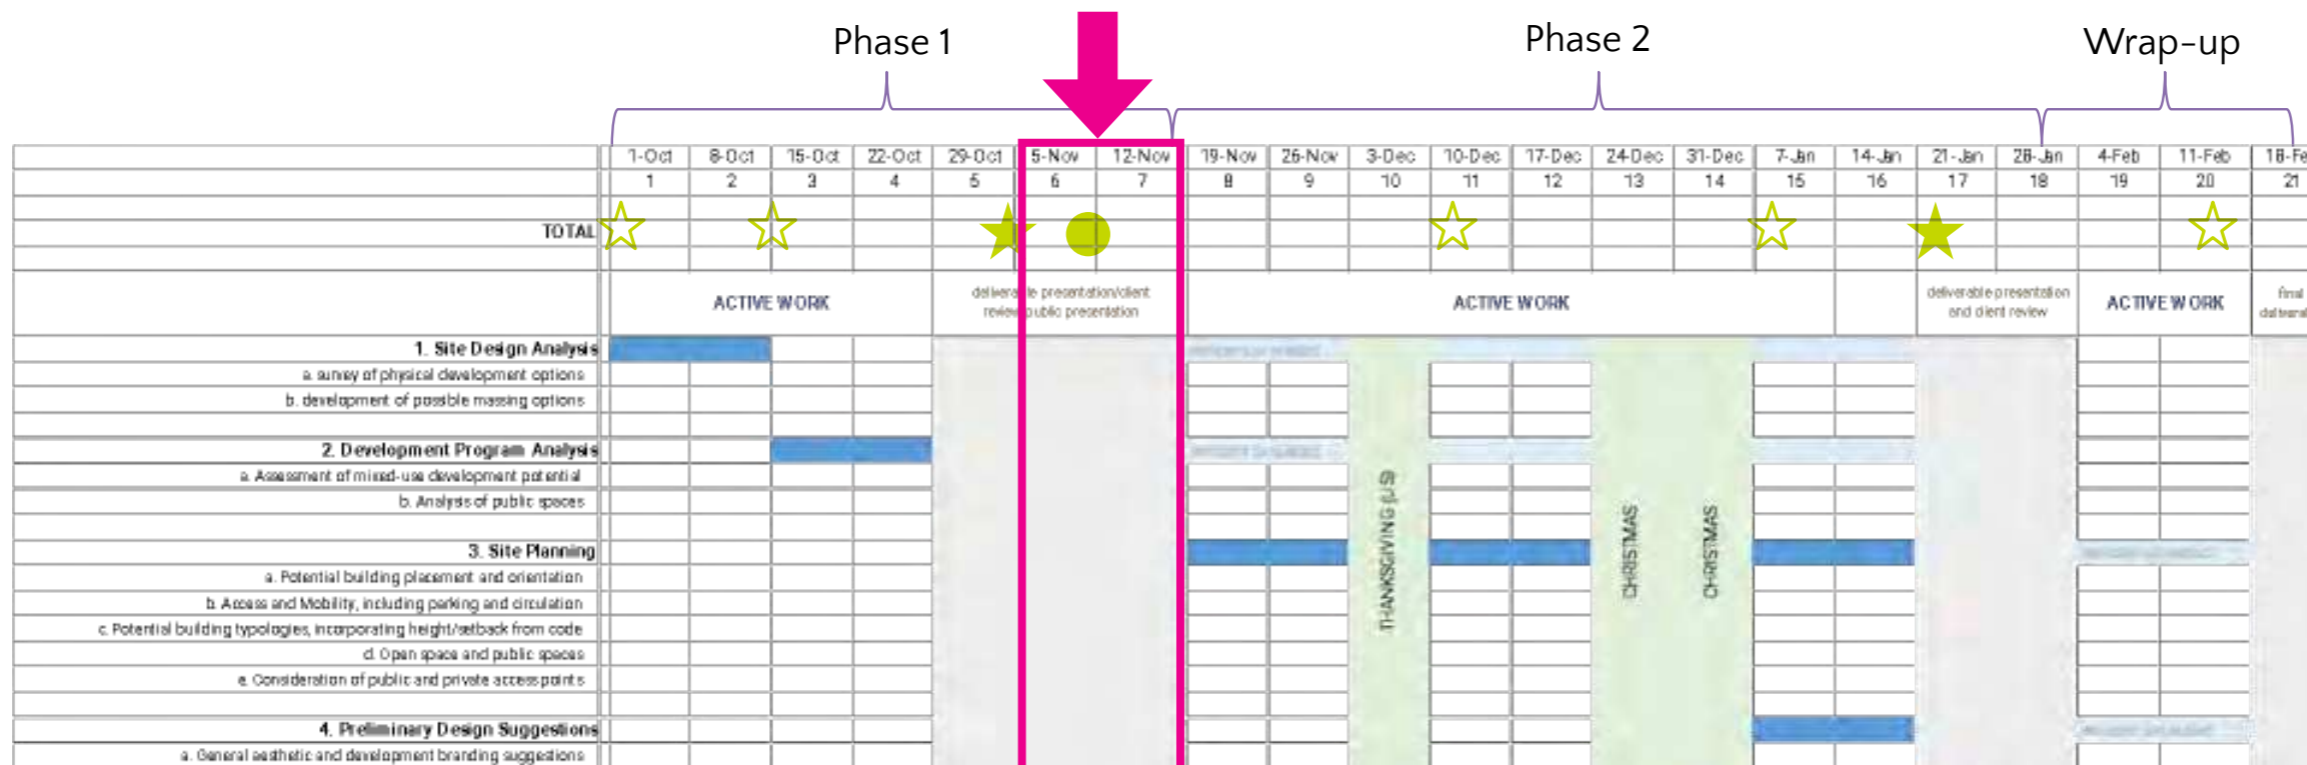 Phase 1
Phase 2
Wrap-up
1-Oct 8-Oct 15-Oct 22-Oct 29-Oct 5-Nov 12-Nov 19-Nov 26-Nov 3-Dec 10-Dec 17-Dec 24-Dec 31-Dec 7-Jan 14-Jan 21-Jan 28-Jan 4-Feb 11-Feb 18-Fe
1 2 3 4 5 6 7 8 9 10 11 12 13 14 15 16 17 18 19 20 21
TOTAL
ACTIVE WORK
deliverable presentation/client
review/public presentation
ACTIVE WORK
deliverable presentation
and client review
ACTIVE WORK
final
1. Site Design Analysis
a. survey of physical development options
b. development of possible massing options
2. Development Program Analysis
a. Assessment of mixed-use development potential
b. Analysis of public spaces
THANKSGIVING (US)
CHRISTMAS
CHRISTMAS
3. Site Planning
a. Potential building placement and orientation
b. Access and Mobility, including parking and circulation
c. Potential building typologies, incorporating height/setback from code
d. Open space and public spaces
e. Consideration of public and private access points
4. Preliminary Design Suggestions
a. General aesthetic and development branding suggestions